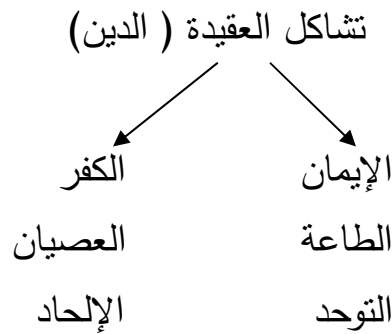 تشاكل العقيدة ( الدين)
الإيمان الكفر
الطاعة العصيان
التوحد الإلحاد